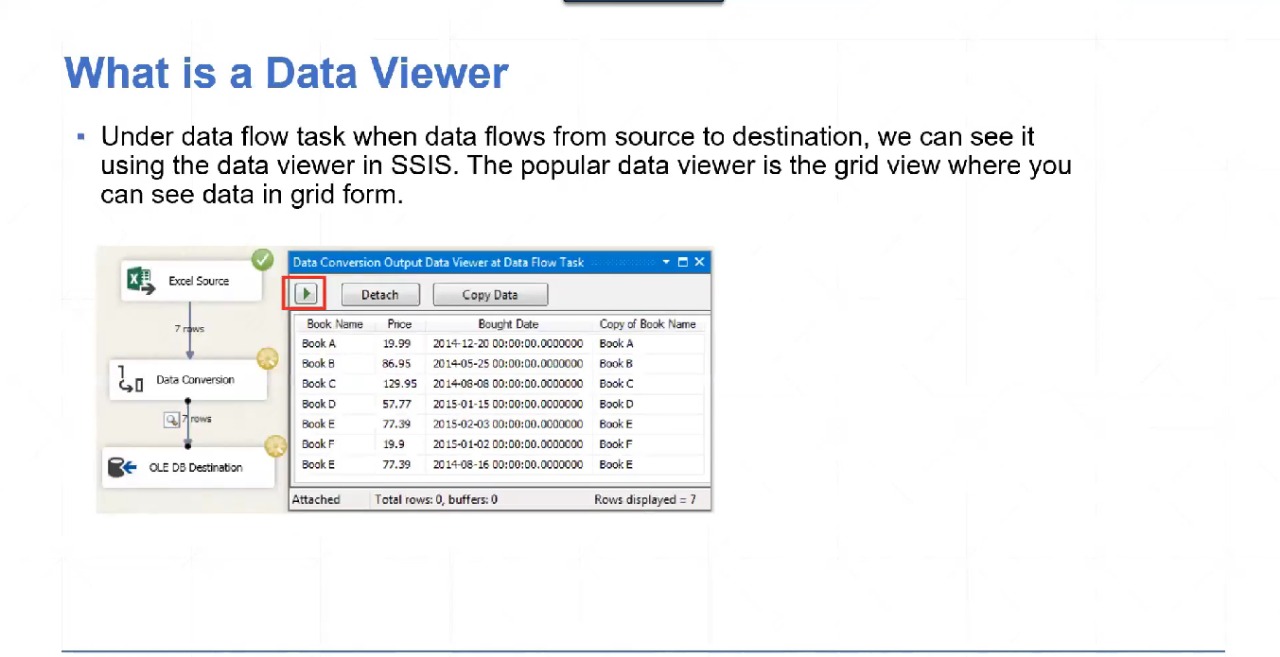 What is a Data Viewer
▪ Under data flow task when data flows from source to destination, we can see it
using the data viewer in SSIS. The popular data viewer is the grid view where you
can see data in grid form.
Excel Source
7 rows
Data Conversion
7 rows
OLE DB Destination
Data Conversion Output Data Viewer at Data Flow Task
Detach Copy Data
Book Name Price Bought Date Copy of Book Name
Book A 19.99 2014-12-20 00:00:00.0000000 Book A
Book B 86.95 2014-05-25 00:00:00.0000000 Book B
Book C 129.95 2014-08-08 00:00:00.0000000 Book C
Book D 57.77 2015-01-15 00:00:00.0000000 Book D
Book E 77.39 2015-02-03 00:00:00.0000000 Book E
Book F 19.9 2015-01-02 00:00:00.0000000 Book F
Book E 77.39 2014-08-16 00:00:00.0000000 Book E
Attached Total rows: 0, buffers: 0 Rows displayed = 7